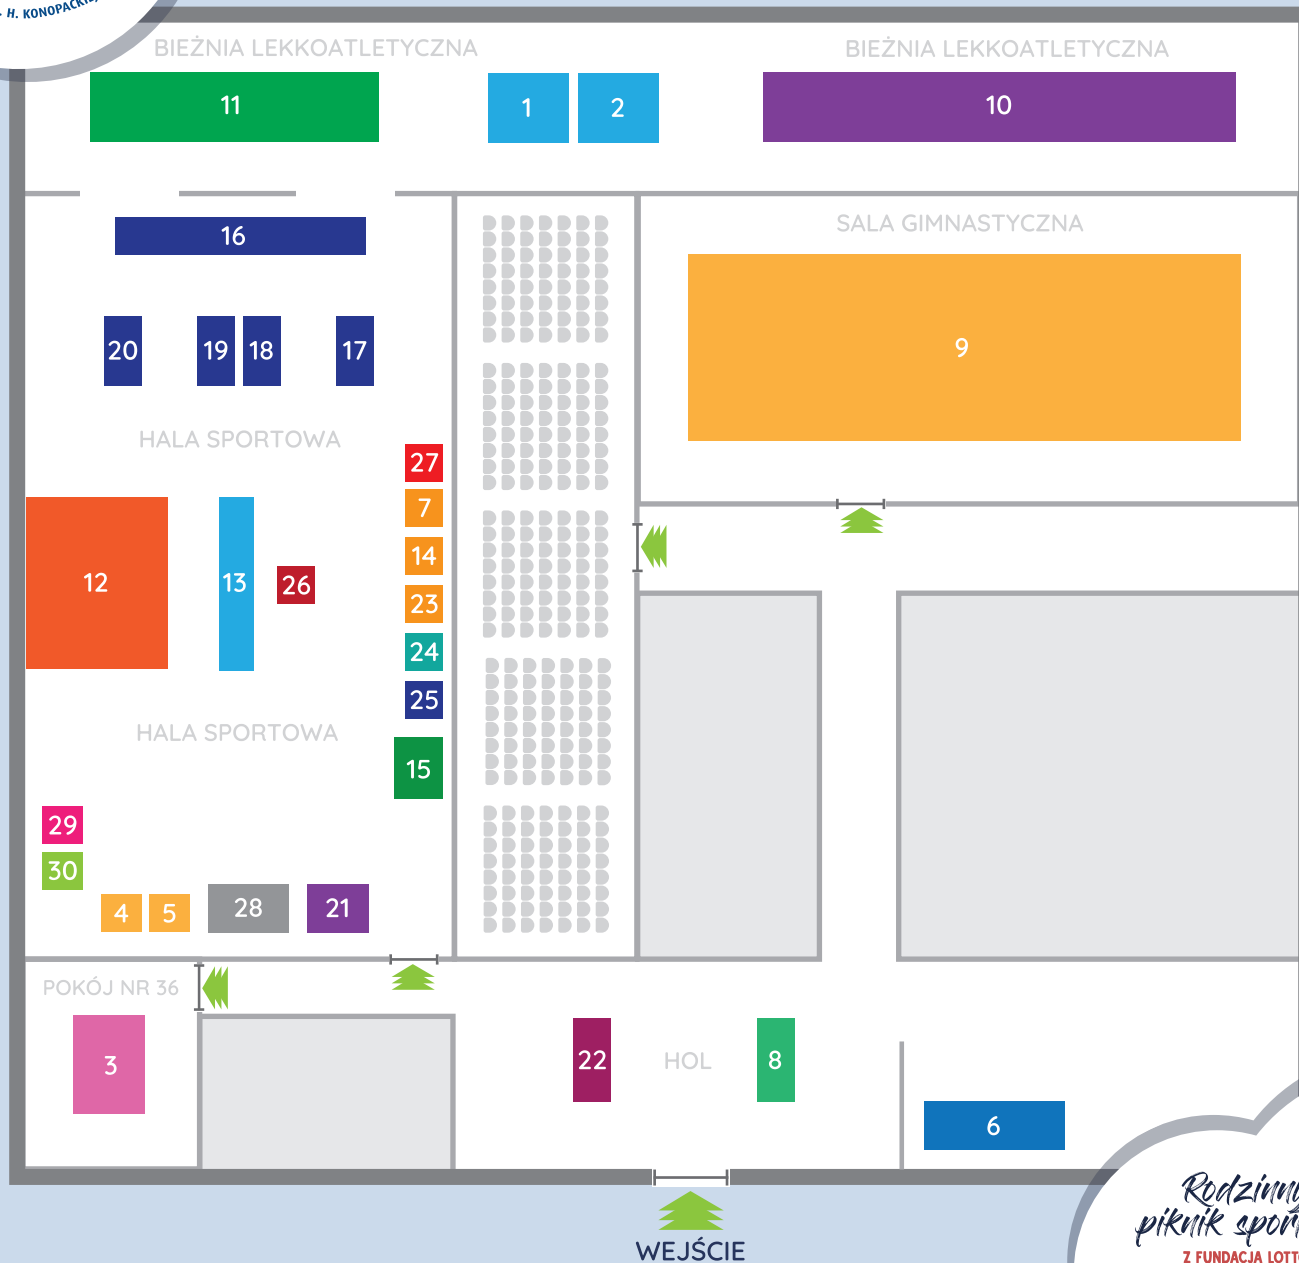 - H. KONOPACKIEJ
BIEŻNIA LEKKOATLETYCZNA
BIEŻNIA LEKKOATLETYCZNA
11
1
2
10
16
SALA GIMNASTYCZNA
20
19
18
17
9
HALA SPORTOWA
27
7
14
12
13
26
23
24
25
HALA SPORTOWA
15
29
30
4
5
28
21
POKÓJ NR 36
3
22
HOL
8
6
WEJŚCIE
Rodzinny
piknik spor
Z FUNDACJA LOTTO